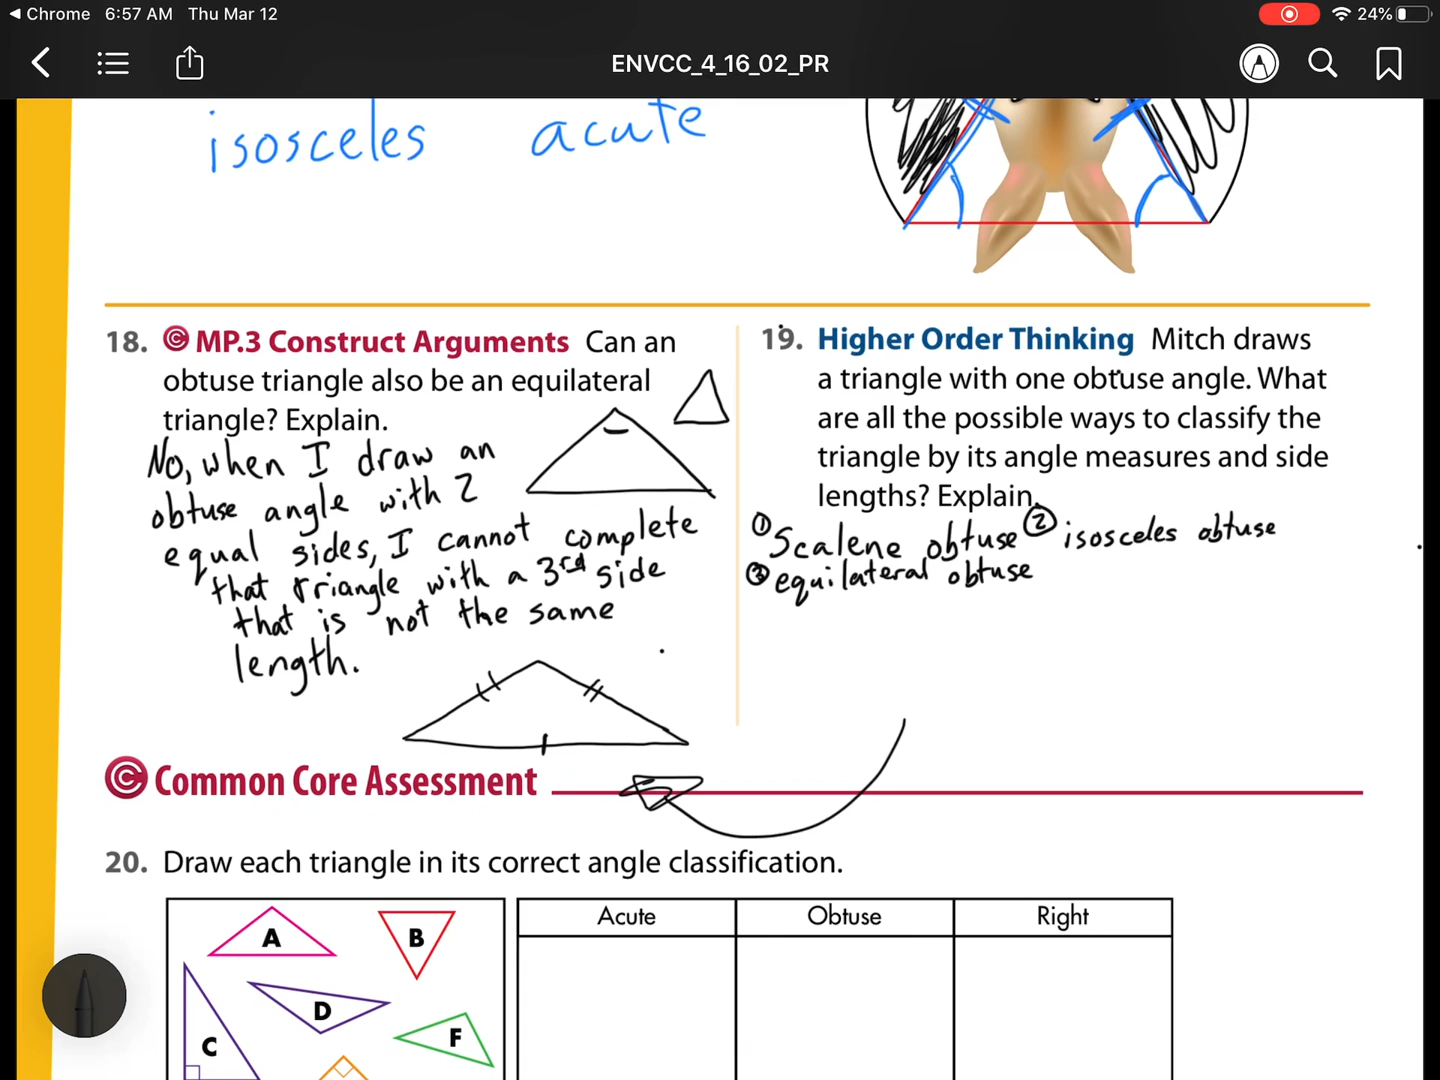 Chrome 6:57 AM Thu Mar 12
24%
ENVCC_4_16_02_PR
isosceles acute
18. © MP.3 Construct Arguments Can an
obtuse triangle also be an equilateral
triangle? Explain.
No, when I draw an
obtuse angle with 2
equal sides, I cannot complete
that triangle with a 3rd side
that is not the same
length.
19. Higher Order Thinking Mitch draws
a triangle with one obtuse angle. What
are all the possible ways to classify the
triangle by its angle measures and side
lengths? Explain.
① Scalene obtuse ② isosceles obtuse
③ equilateral obtuse
© Common Core Assessment
20. Draw each triangle in its correct angle classification.
A B
D
C F
Acute Obtuse Right